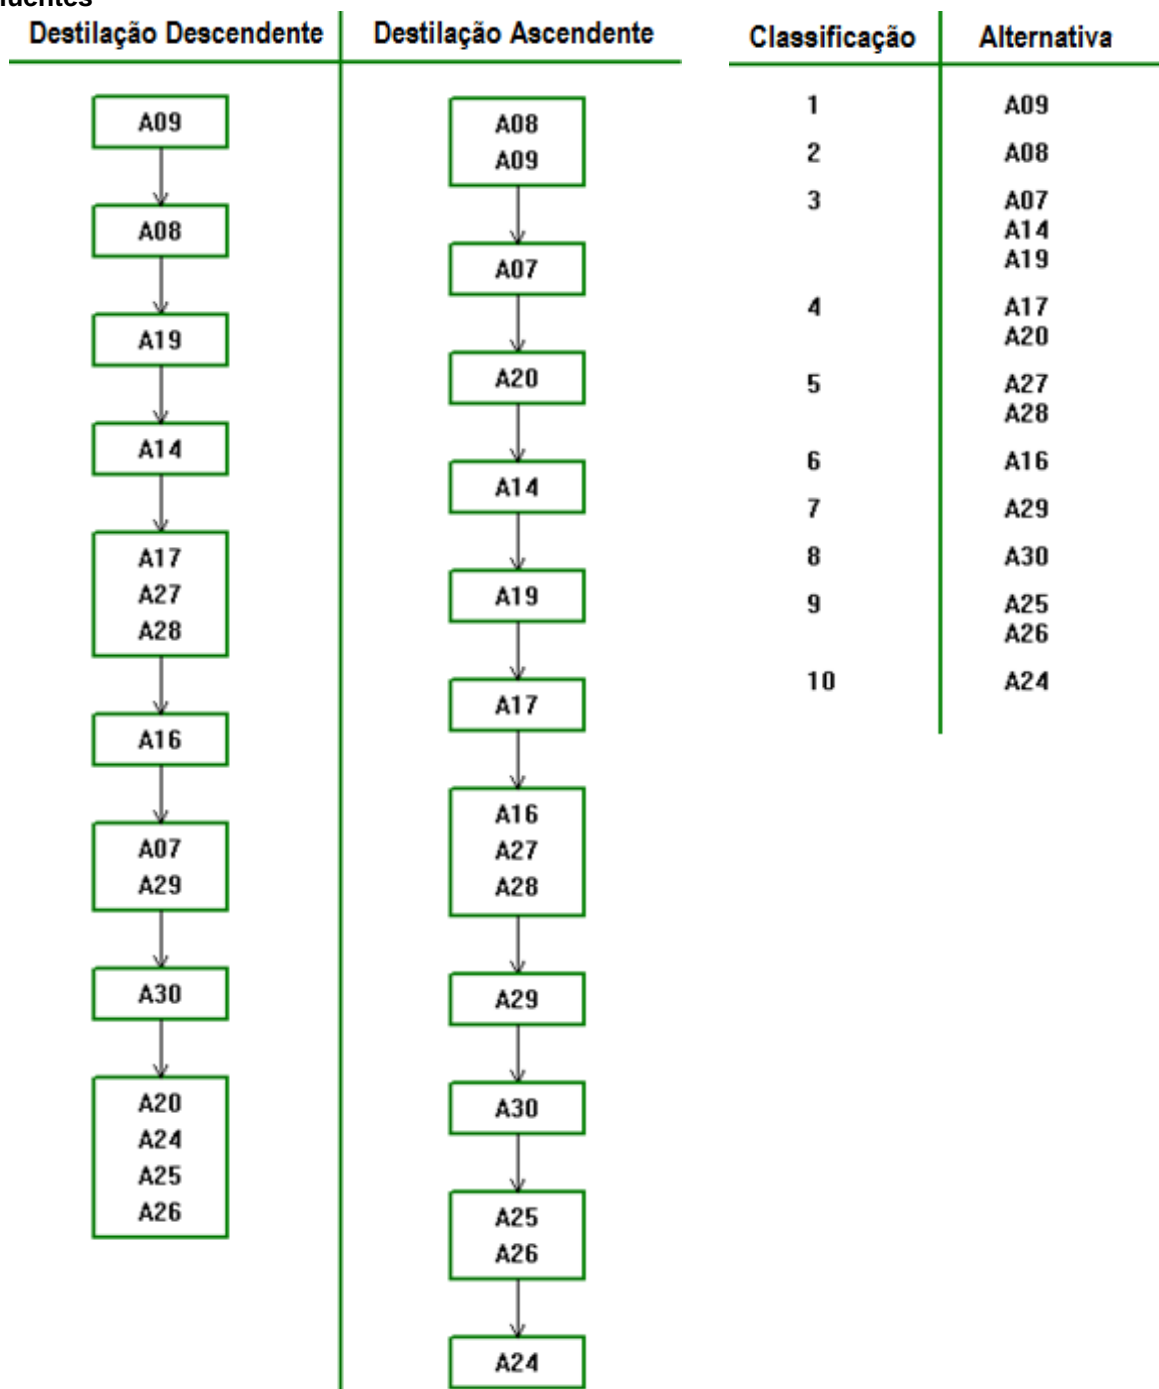 Destilação Descendente
A09
A08
A19
A14
A17
A27
A28
A16
A07
A29
A30
A20
A24
A25
A26
Destilação Ascendente
A08
A09
A07
A20
A14
A19
A17
A16
A27
A28
A29
A30
A25
A26
A24
Classificação Alternativa
1 A09
2 A08
3 A07
A14
A19
4 A17
A20
5 A27
A28
6 A16
7 A29
8 A30
9 A25
A26
10 A24